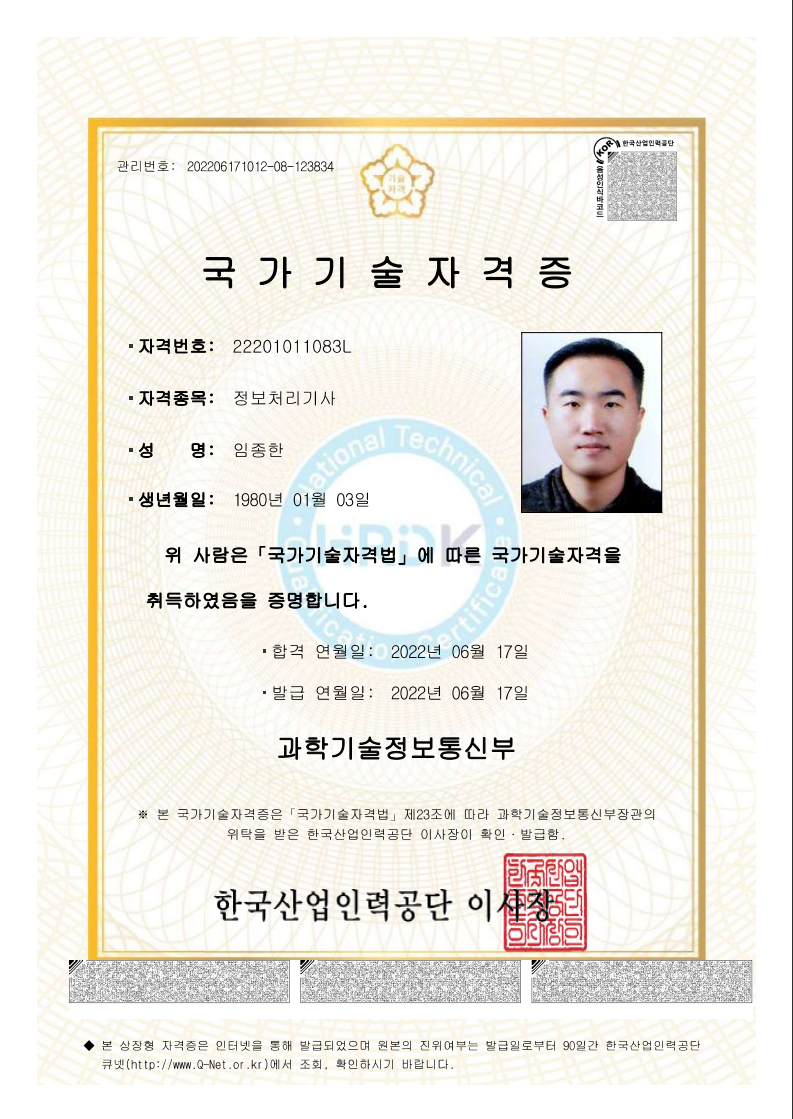 한국산업인력공단
KOR
음성인식바코드
관리번호: 202206171012-08-123834
기술
자격
국 가 기 술 자 격 증
▪자격번호: 22201011083L
▪자격종목: 정보처리기사
▪성 명: 임종한
▪생년월일: 1980년 01월 03일
National Technical
HRDK
Qualification Certificate
위 사람은「국가기술자격법」에 따른 국가기술자격을
취득하였음을 증명합니다.
▪합격 연월일: 2022년 06월 17일
▪발급 연월일: 2022년 06월 17일
과학기술정보통신부
※ 본 국가기술자격증은「국가기술자격법」제23조에 따라 과학기술정보통신부장관의
위탁을 받은 한국산업인력공단 이사장이 확인·발급함.
한국산업인력공단 이사장
◆ 본 상장형 자격증은 인터넷을 통해 발급되었으며 원본의 진위여부는 발급일로부터 90일간 한국산업인력공단
큐넷(http://www.Q-Net.or.kr)에서 조회, 확인하시기 바랍니다.